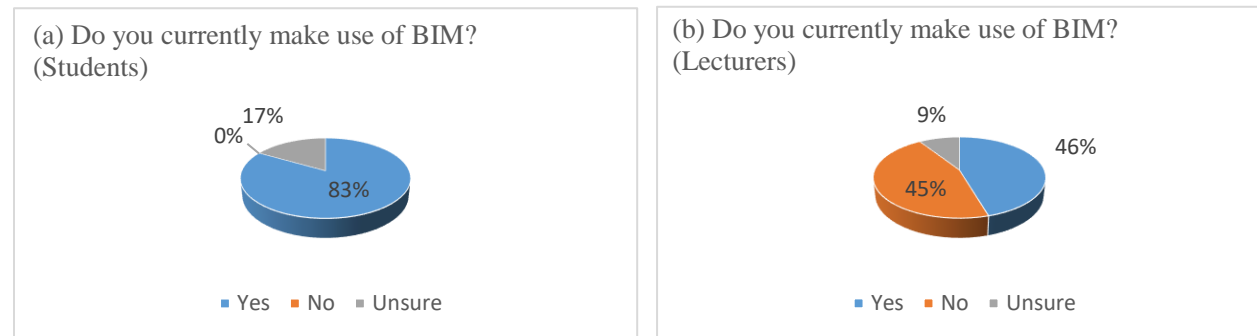 (a) Do you currently make use of BIM?
(Students)
17%
0%
83%
Yes No Unsure
(b) Do you currently make use of BIM?
(Lecturers)
9%
46%
45%
Yes No Unsure